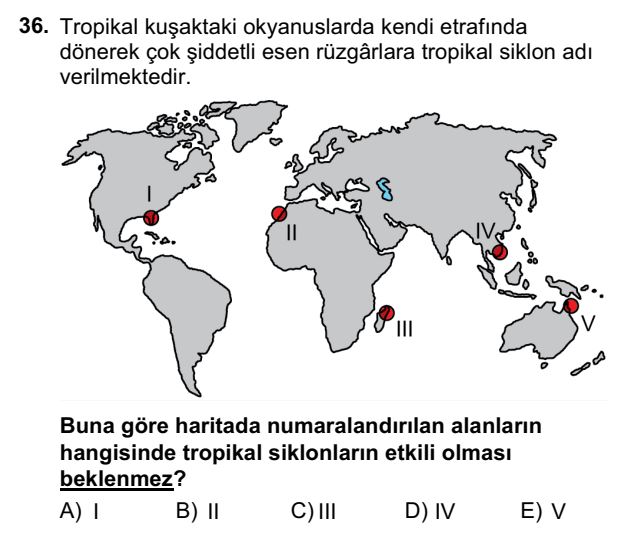 36. Tropikal kuşaktaki okyanuslarda kendi etrafında
dönerek çok şiddetli esen rüzgârlara tropikal siklon adı
verilmektedir.
I
II
IV
III
V
Buna göre haritada numaralandırılan alanların
hangisinde tropikal siklonların etkili olması
beklenmez?
A) I B) II C) III D) IV E) V